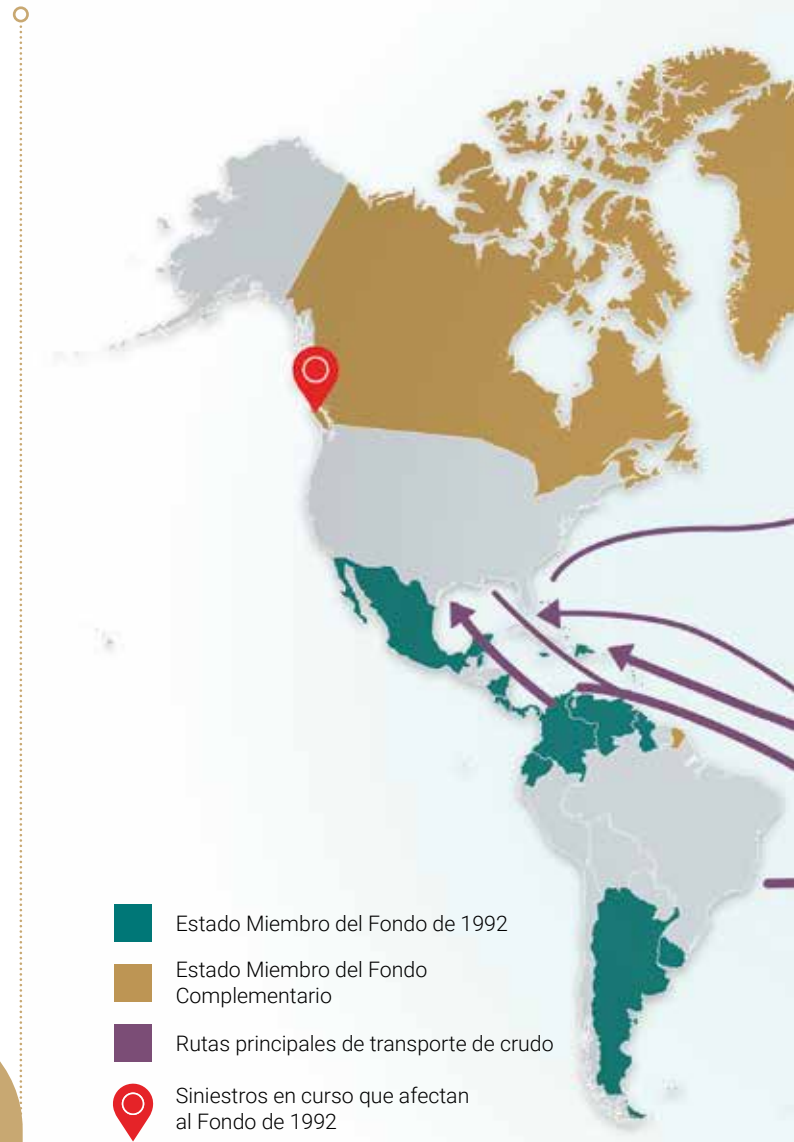 Estado Miembro del Fondo de 1992
Estado Miembro del Fondo
Complementario
Rutas principales de transporte de crudo
Siniestros en curso que afectan
al Fondo de 1992